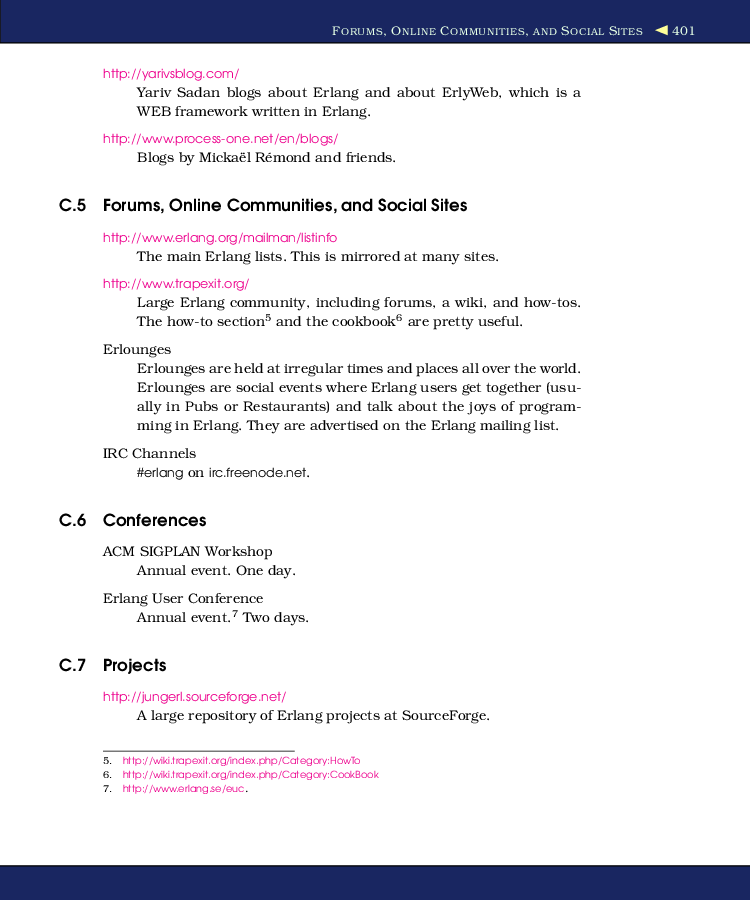 FORUMS, ONLINE COMMUNITIES, AND SOCIAL SITES ◀ 401
http://yarivsblog.com/
Yariv Sadan blogs about Erlang and about ErlyWeb, which is a
WEB framework written in Erlang.
http://www.process-one.net/en/blogs/
Blogs by Mickaël Rémond and friends.
C.5 Forums, Online Communities, and Social Sites
http://www.erlang.org/mailman/listinfo
The main Erlang lists. This is mirrored at many sites.
http://www.trapexit.org/
Large Erlang community, including forums, a wiki, and how-tos.
The how-to section5 and the cookbook6 are pretty useful.
Erlounges
Erlounges are held at irregular times and places all over the world.
Erlounges are social events where Erlang users get together (usu-
ally in Pubs or Restaurants) and talk about the joys of program-
ming in Erlang. They are advertised on the Erlang mailing list.
IRC Channels
#erlang on irc.freenode.net.
C.6 Conferences
ACM SIGPLAN Workshop
Annual event. One day.
Erlang User Conference
Annual event.7 Two days.
C.7 Projects
http://jungerl.sourceforge.net/
A large repository of Erlang projects at SourceForge.
5. http://wiki.trapexit.org/index.php/Category:HowTo
6. http://wiki.trapexit.org/index.php/Category:CookBook
7. http://www.erlang.se/euc.